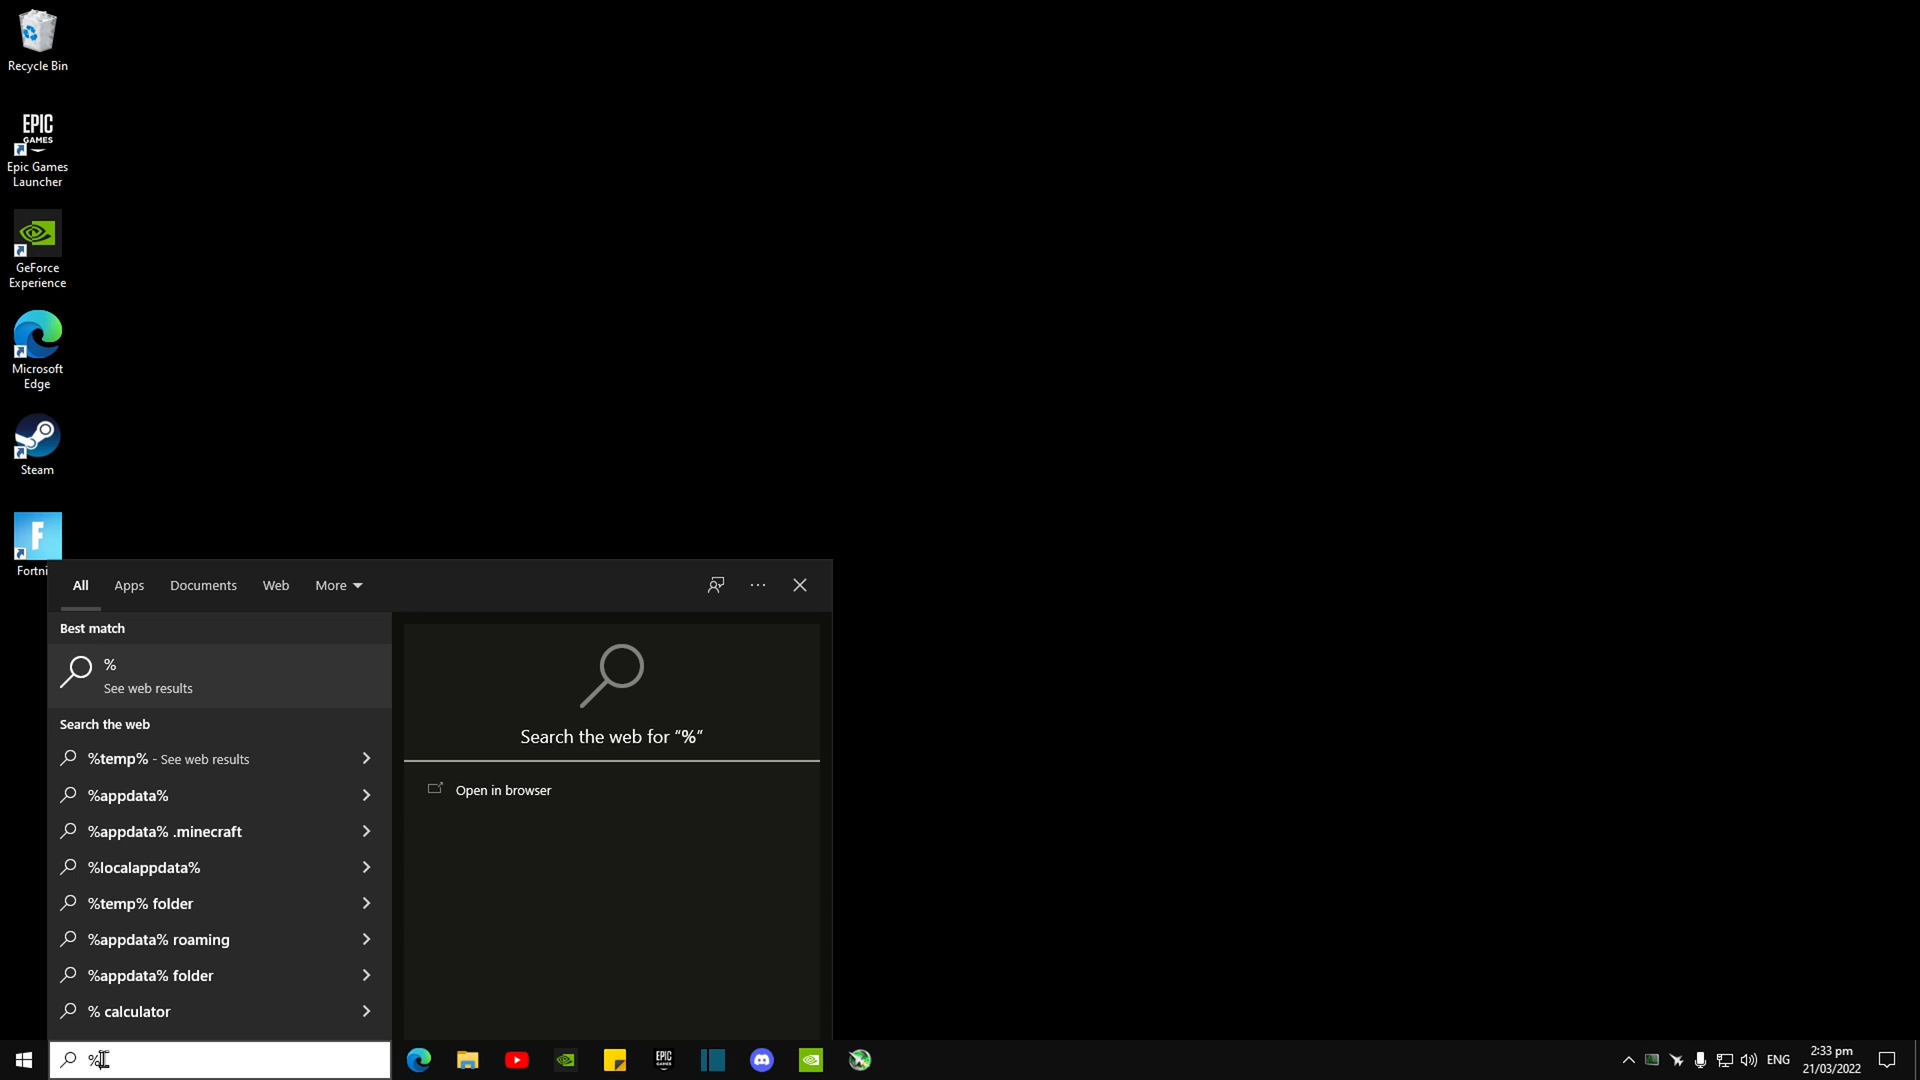 Recycle Bin
EPIC
GAMES
Epic Games
Launcher
GeForce
Experience
Microsoft
Edge
Steam
F
Fortni
All Apps Documents Web More
Best match
%
See web results
Search the web
%temp% - See web results
%appdata%
%appdata% .minecraft
%localappdata%
%temp% folder
%appdata% roaming
%appdata% folder
% calculator
Search the web for “%”
Open in browser
%
EPIC
GAMES
ENG
2:33 pm
21/03/2022